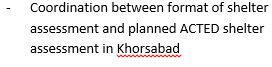 - Coordination between format of shelter
assessment and planned ACTED shelter
assessment in Khorsabad